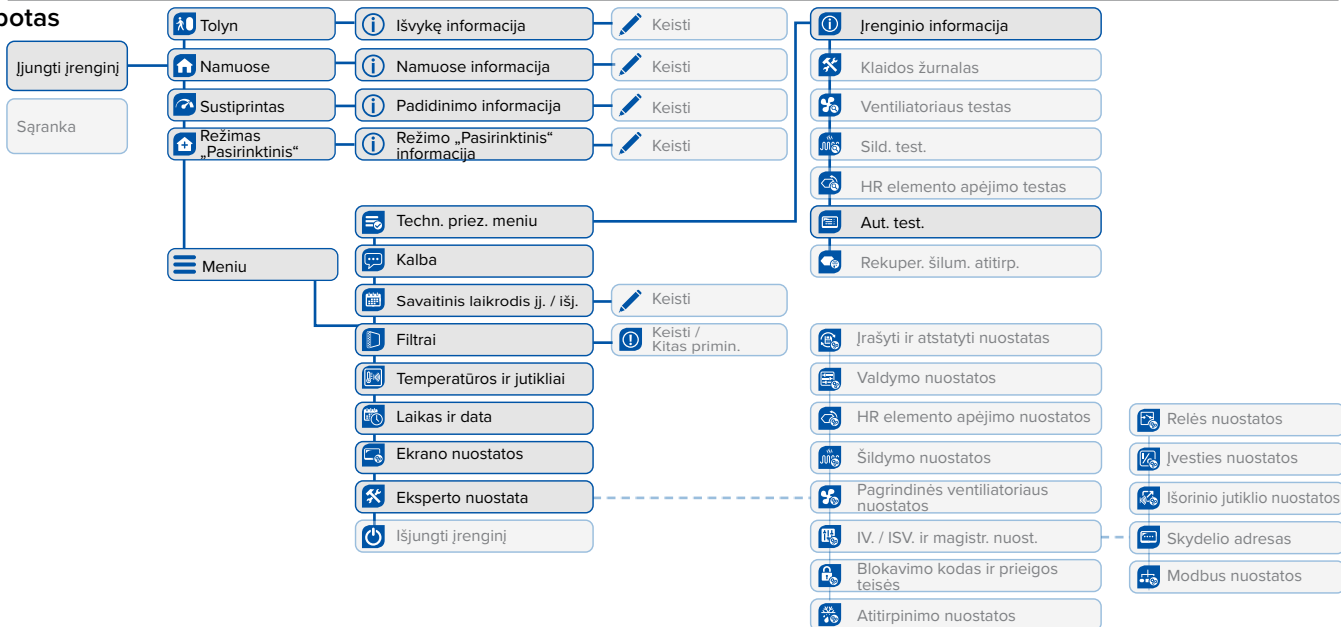 Tolyn
Išvykę informacija
Keisti
Įrenginio informacija
Įjungti įrenginį
Namuose
Namuose informacija
Keisti
Klaidos žurnalas
Sąranka
Sustiprintas
Padidinimo informacija
Keisti
Ventiliatoriaus testas
Režimas
„Pasirinktinis“
Režimo „Pasirinktinis“
informacija
Keisti
Sild. test.
HR elemento apėjimo testas
Techn. priez. meniu
Aut. test.
Meniu
Kalba
Rekuper. šilum. atitirp.
Savaitinis laikrodis įj. / išj.
Keisti
Filtrai
Keisti /
Kitas primin.
Įrašyti ir atstatyti nuostatas
Temperatūros ir jutikliai
Valdymo nuostatos
Laikas ir data
HR elemento apėjimo nuostatos
Relės nuostatos
Ekrano nuostatos
Šildymo nuostatos
Įvesties nuostatos
Eksperto nuostata
Pagrindinės ventiliatoriaus
nuostatos
Išorinio jutiklio nuostatos
Išjungti įrenginį
IV. / ISV. ir magistr. nuost.
Skydelio adresas
Blokavimo kodas ir prieigos
teisės
Modbus nuostatos
Atitirpinimo nuostatos